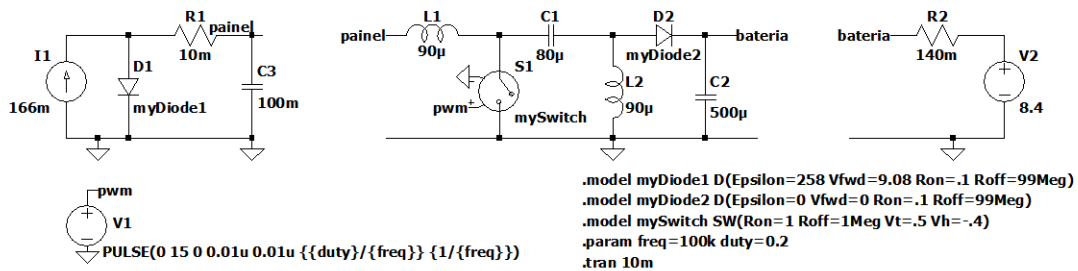 R1
painel
10m
I1
166m
D1
myDiode1
C3
100m
painel
L1
90µ
C1
80µ
D2
myDiode2
bateria
S1
pwm
+
mySwitch
L2
90µ
C2
500µ
bateria
R2
140m
V2
8.4
pwm
V1
PULSE(0 15 0 0.01u 0.01u {{duty}/{freq}} {1/{freq}})
.model myDiode1 D(Epsilon=258 Vfwd=9.08 Ron=.1 Roff=99Meg)
.model myDiode2 D(Epsilon=0 Vfwd=0 Ron=.1 Roff=99Meg)
.model mySwitch SW(Ron=1 Roff=1Meg Vt=.5 Vh=-.4)
.param freq=100k duty=0.2
.tran 10m